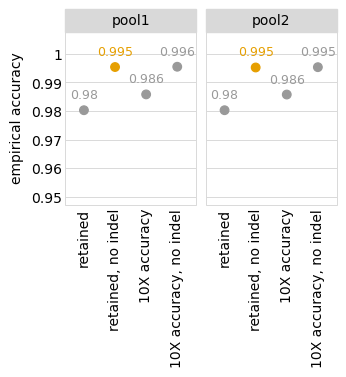 pool1
pool2
empirical accuracy
1
0.99
0.98
0.97
0.96
0.95
0.98
0.995
0.986
0.996
0.98
0.995
0.986
0.995
retained
retained, no indel
10X accuracy
10X accuracy, no indel
retained
retained, no indel
10X accuracy
10X accuracy, no indel